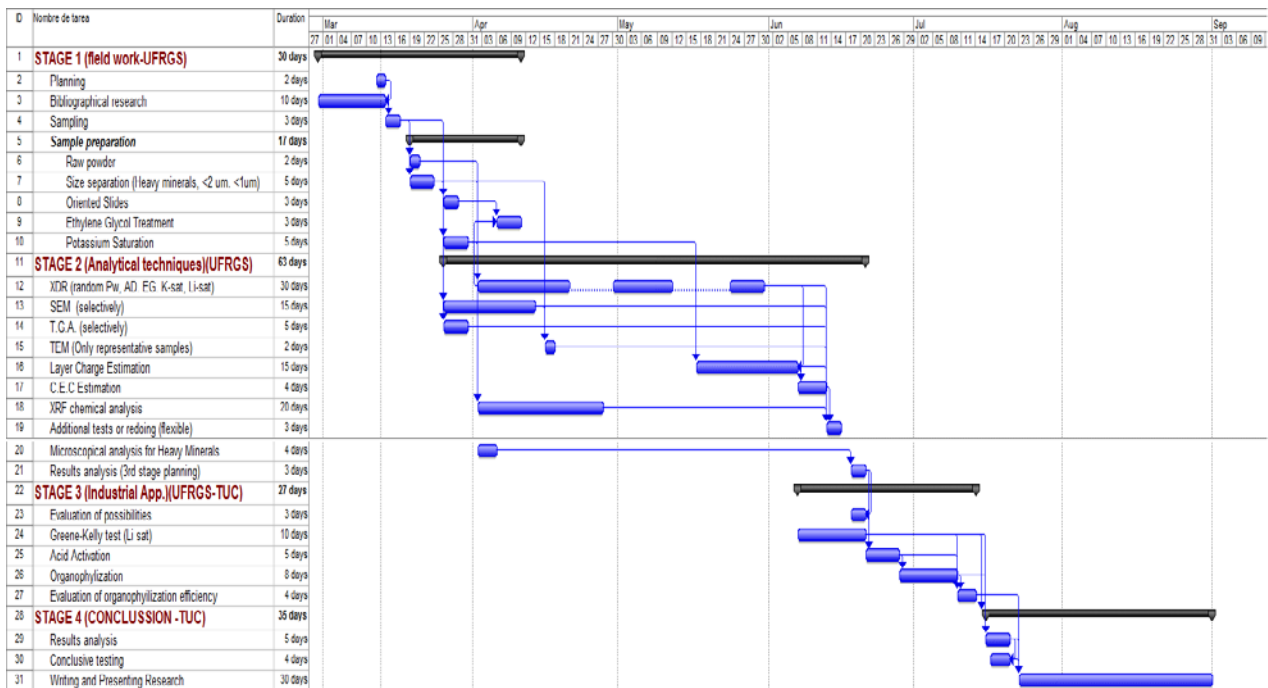 ID Nombre de tarea Duration Mar Apr May Jun Jul Aug Sep
27 01 04 07 10 13 16 19 22 25 28 31 03 06 09 12 15 18 21 24 27 30 03 06 09 12 15 18 21 24 27 30 02 05 08 11 14 17 20 23 26 29 02 05 08 11 14 17 20 23 26 29 01 04 07 10 13 16 19 22 25 28 31 03 06 09
1 STAGE 1 (field work-UFRGS) 30 days
2 Planning 2 days
3 Bibliographical research 10 days
4 Sampling 3 days
5 Sample preparation 17 days
6 Raw powder 2 days
7 Size separation (Heavy minerals, <2 um. <1um) 5 days
8 Oriented Slides 3 days
9 Ethylene Glycol Treatment 3 days
10 Potassium Saturation 5 days
11 STAGE 2 (Analytical techniques)(UFRGS) 63 days
12 XDR (random Pw, AD, EG, K-sat, Li-sat) 30 days
13 SEM (selectively) 15 days
14 T.G.A. (selectively) 5 days
15 TEM (Only representative samples) 2 days
16 Layer Charge Estimation 15 days
17 C.E.C Estimation 4 days
18 XRF chemical analysis 20 days
19 Additional tests or redoing (flexible) 3 days
20 Microscopical analysis for Heavy Minerals 4 days
21 Results analysis (3rd stage planning) 3 days
22 STAGE 3 (Industrial App.)(UFRGS-TUC) 27 days
23 Evaluation of possibilities 3 days
24 Greene-Kelly test (Li sat) 10 days
25 Acid Activation 5 days
26 Organophylization 8 days
27 Evaluation of organophyilization efficiency 4 days
28 STAGE 4 (CONCLUSSION -TUC) 35 days
29 Results analysis 5 days
30 Conclusive testing 4 days
31 Writing and Presenting Research 30 days